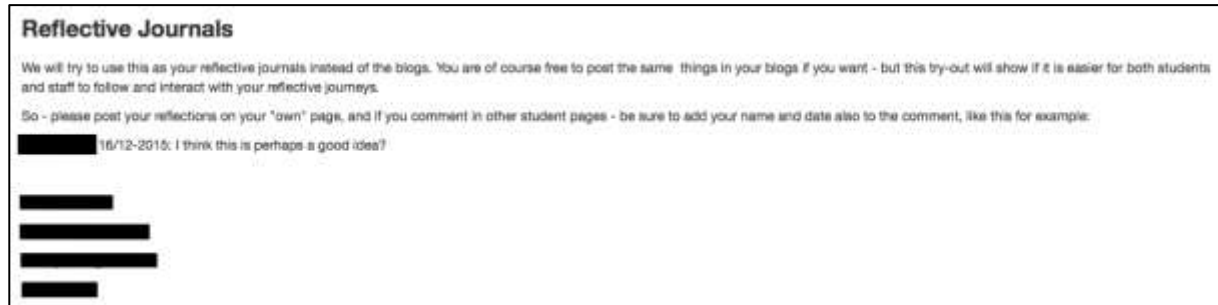 Reflective Journals
We will try to use this as your reflective journals instead of the blogs. You are of course free to post the same things in your blogs if you want - but this try-out will show if it is easier for both students
and staff to follow and interact with your reflective journeys.
So - please post your reflections on your "own" page, and if you comment in other student pages - be sure to add your name and date also to the comment, like this for example:
16/12-2015: I think this is perhaps a good idea?